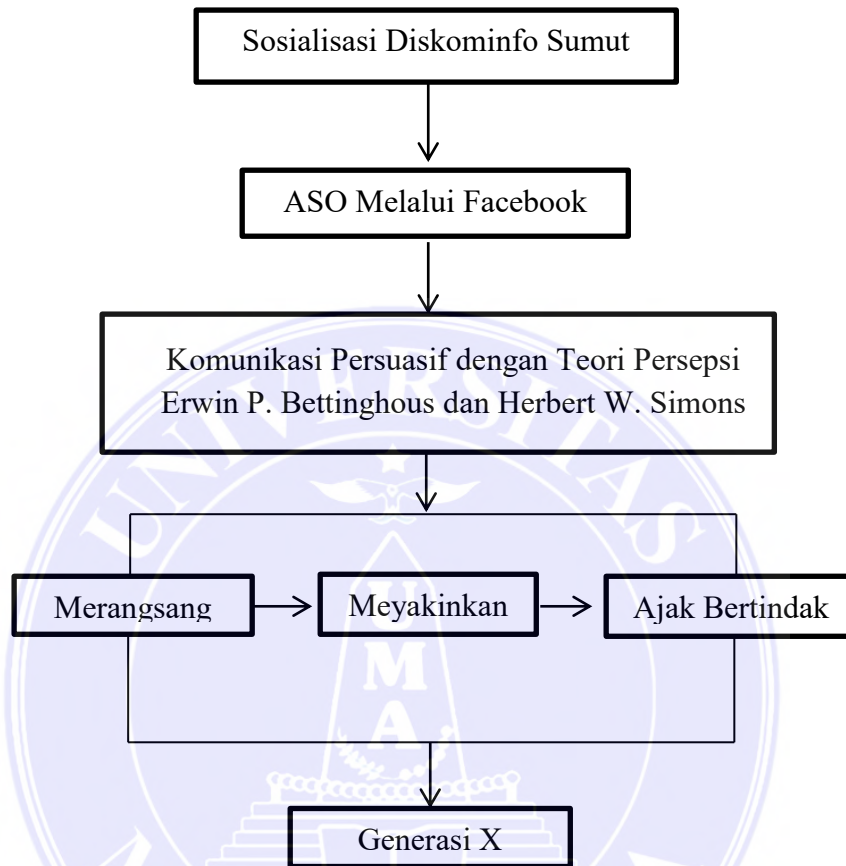 Sosialisasi Diskominfo Sumut
ASO Melalui Facebook
Komunikasi Persuasif dengan Teori Persepsi
Erwin P. Bettinghous dan Herbert W. Simons
UNIVERSITAS
Merangsang
Meyakinkan
Ajak Bertindak
U
M
A
Generasi X